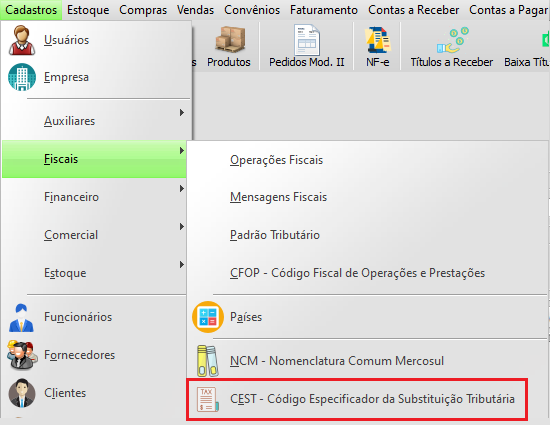 Cadastros Estoque Compras Vendas Convênios Faturamento Contas a Receber Contas a Pagar
Usuários
Produtos Pedidos Mod. II NF-e Títulos a Receber Baixa Títu
Empresa
Auxiliares
Fiscais
Operações Fiscais
Financeiro
Mensagens Fiscais
Comercial
Padrão Tributário
Estoque
CFOP - Código Fiscal de Operações e Prestações
Funcionários
Países
Fornecedores
NCM - Nomenclatura Comum Mercosul
Clientes
TAX
CEST - Código Especificador da Substituição Tributária